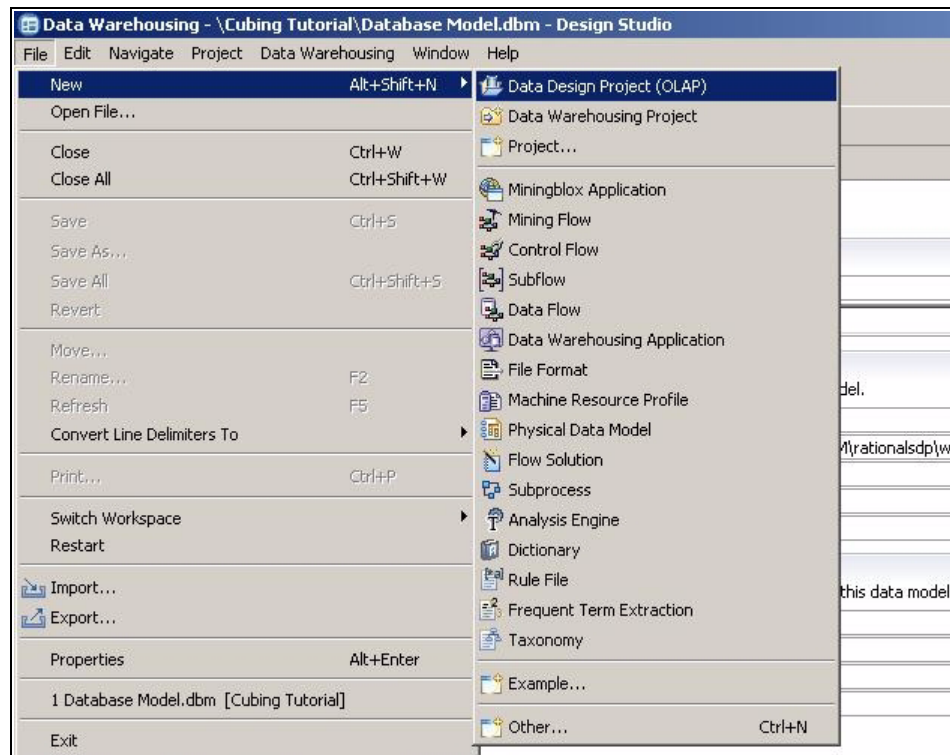 Data Warehousing - \Cubing Tutorial\Database Model.dbm - Design Studio
File Edit Navigate Project Data Warehousing Window Help
New Alt+Shift+N
Open File...
Close Ctrl+W
Close All Ctrl+Shift+W
Save Ctrl+S
Save As...
Save All Ctrl+Shift+S
Revert
Move...
Rename... F2
Refresh F5
Convert Line Delimiters To
Print... Ctrl+P
Switch Workspace
Restart
Import...
Export...
Properties Alt+Enter
1 Database Model.dbm [Cubing Tutorial]
Exit
Data Design Project (OLAP)
Data Warehousing Project
Project...
Miningblox Application
Mining Flow
Control Flow
Subflow
Data Flow
Data Warehousing Application
File Format
Machine Resource Profile
Physical Data Model
Flow Solution
Subprocess
Analysis Engine
Dictionary
Rule File
Frequent Term Extraction
Taxonomy
Example...
Other... Ctrl+N
del.
M\rationalsdp\w
this data model